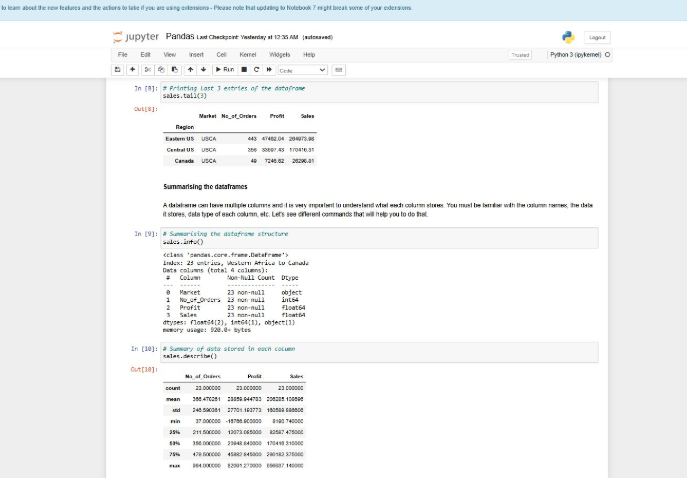 to learn about the new features and the actions to take if you are using extensions - Please note that updating to Notebook 7 might break some of your extensions.
jupyter Pandas Last Checkpoint: Yesterday at 12:35 AM (autosaved)
Logout
File Edit View Insert Cell Kernel Widgets Help
Trusted
Python 3 (ipykernel) O
Run
Code
In [8]: # Printing last 3 entries of the dataframe
sales.tail(3)
Out[8]:
Market No_of_Orders Profit Sales
Region
Eastern US USCA 443 47462.04 264973.98
Central US USCA 356 33697.43 170416.31
Canada USCA 49 7246.62 26298.81
Summarising the dataframes
A dataframe can have multiple columns and it is very important to understand what each column stores. You must be familiar with the column names, the data
it stores, data type of each column, etc. Let's see different commands that will help you to do that.
In [9]: # Summarising the dataframe structure
sales.info()
<class 'pandas.core.frame.DataFrame'>
Index: 23 entries, Western Africa to Canada
Data columns (total 4 columns):
# Column Non-Null Count Dtype
--- ------ -------------- -----
0 Market 23 non-null object
1 No_of_Orders 23 non-null int64
2 Profit 23 non-null float64
3 Sales 23 non-null float64
dtypes: float64(2), int64(1), object(1)
memory usage: 920.0+ bytes
In [10]: # Summary of data stored in each column
sales.describe()
Out[10]:
No_of_Orders Profit Sales
count 23.000000 23.000000 23.000000
mean 366.478261 28859.944783 206285.108696
std 246.590361 27701.193773 160589.886606
min 37.000000 -16766.900000 8190.740000
25% 211.500000 12073.085000 82587.475000
50% 356.000000 20948.840000 170416.310000
75% 479.500000 45882.845000 290182.375000
max 964.000000 82091.270000 656637.140000